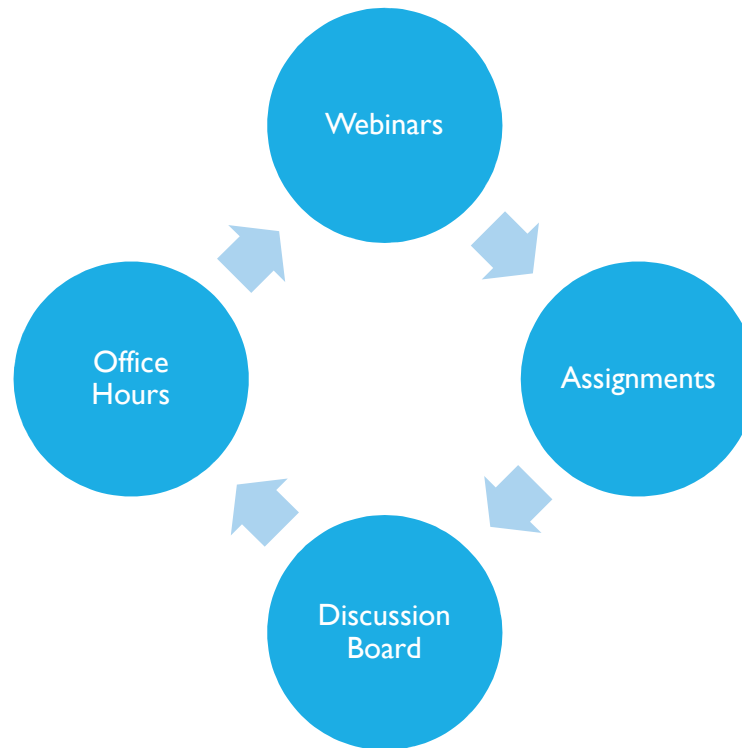 Webinars
Office
Hours
Assignments
Discussion
Board